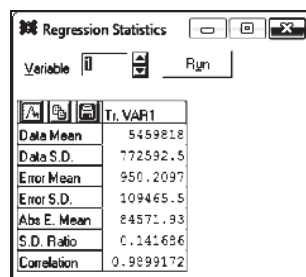 Regression Statistics
Variable 1 Run
Tr. VAR1
Data Mean 5459818
Data S.D. 772592.5
Error Mean 950.2097
Error S.D. 109465.5
Abs E. Mean 84571.93
S.D. Ratio 0.141686
Correlation 0.9899172